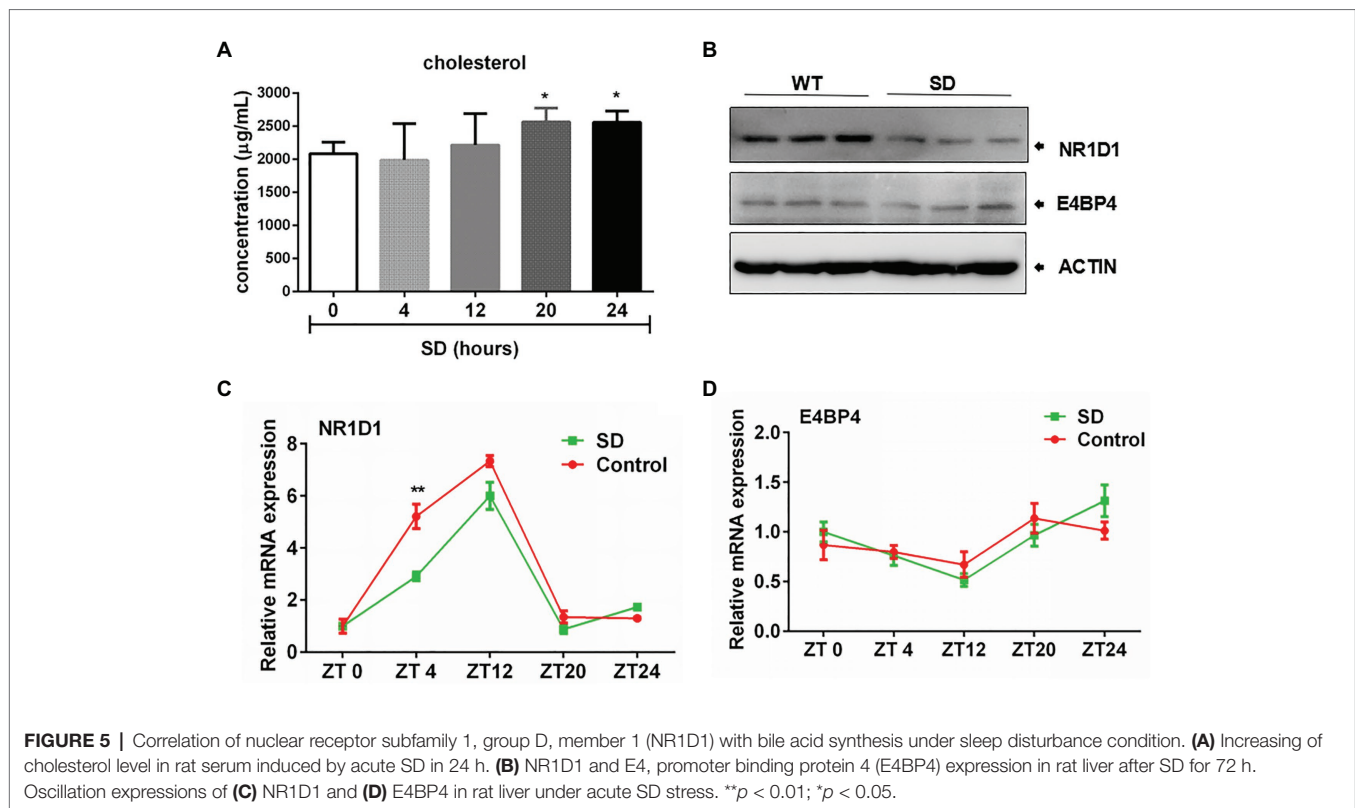 A
cholesterol
concentration (µg/mL)
3000
2500
2000
1500
1000
500
0
* *
0 4 12 20 24
SD (hours)
B
WT SD
NR1D1
E4BP4
ACTIN
C
NR1D1
SD
Control
Relative mRNA expression
8
6
4
2
0
**
ZT 0 ZT 4 ZT12 ZT20 ZT24
D
E4BP4
SD
Control
Relative mRNA expression
2.0
1.5
1.0
0.5
0.0
ZT 0 ZT 4 ZT12 ZT20 ZT24
FIGURE 5 | Correlation of nuclear receptor subfamily 1, group D, member 1 (NR1D1) with bile acid synthesis under sleep disturbance condition. (A) Increasing of
cholesterol level in rat serum induced by acute SD in 24 h. (B) NR1D1 and E4, promoter binding protein 4 (E4BP4) expression in rat liver after SD for 72 h.
Oscillation expressions of (C) NR1D1 and (D) E4BP4 in rat liver under acute SD stress. **p < 0.01; *p < 0.05.